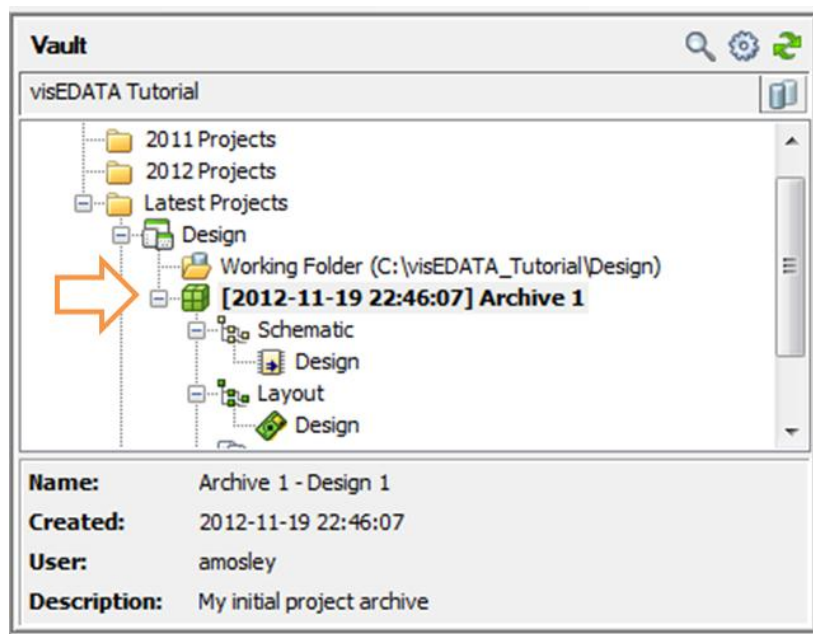 Vault
visEDATA Tutorial
2011 Projects
2012 Projects
Latest Projects
Design
Working Folder (C:\visEDATA_Tutorial\Design)
[2012-11-19 22:46:07] Archive 1
Schematic
Design
Layout
Design
Name: Archive 1 - Design 1
Created: 2012-11-19 22:46:07
User: amosley
Description: My initial project archive